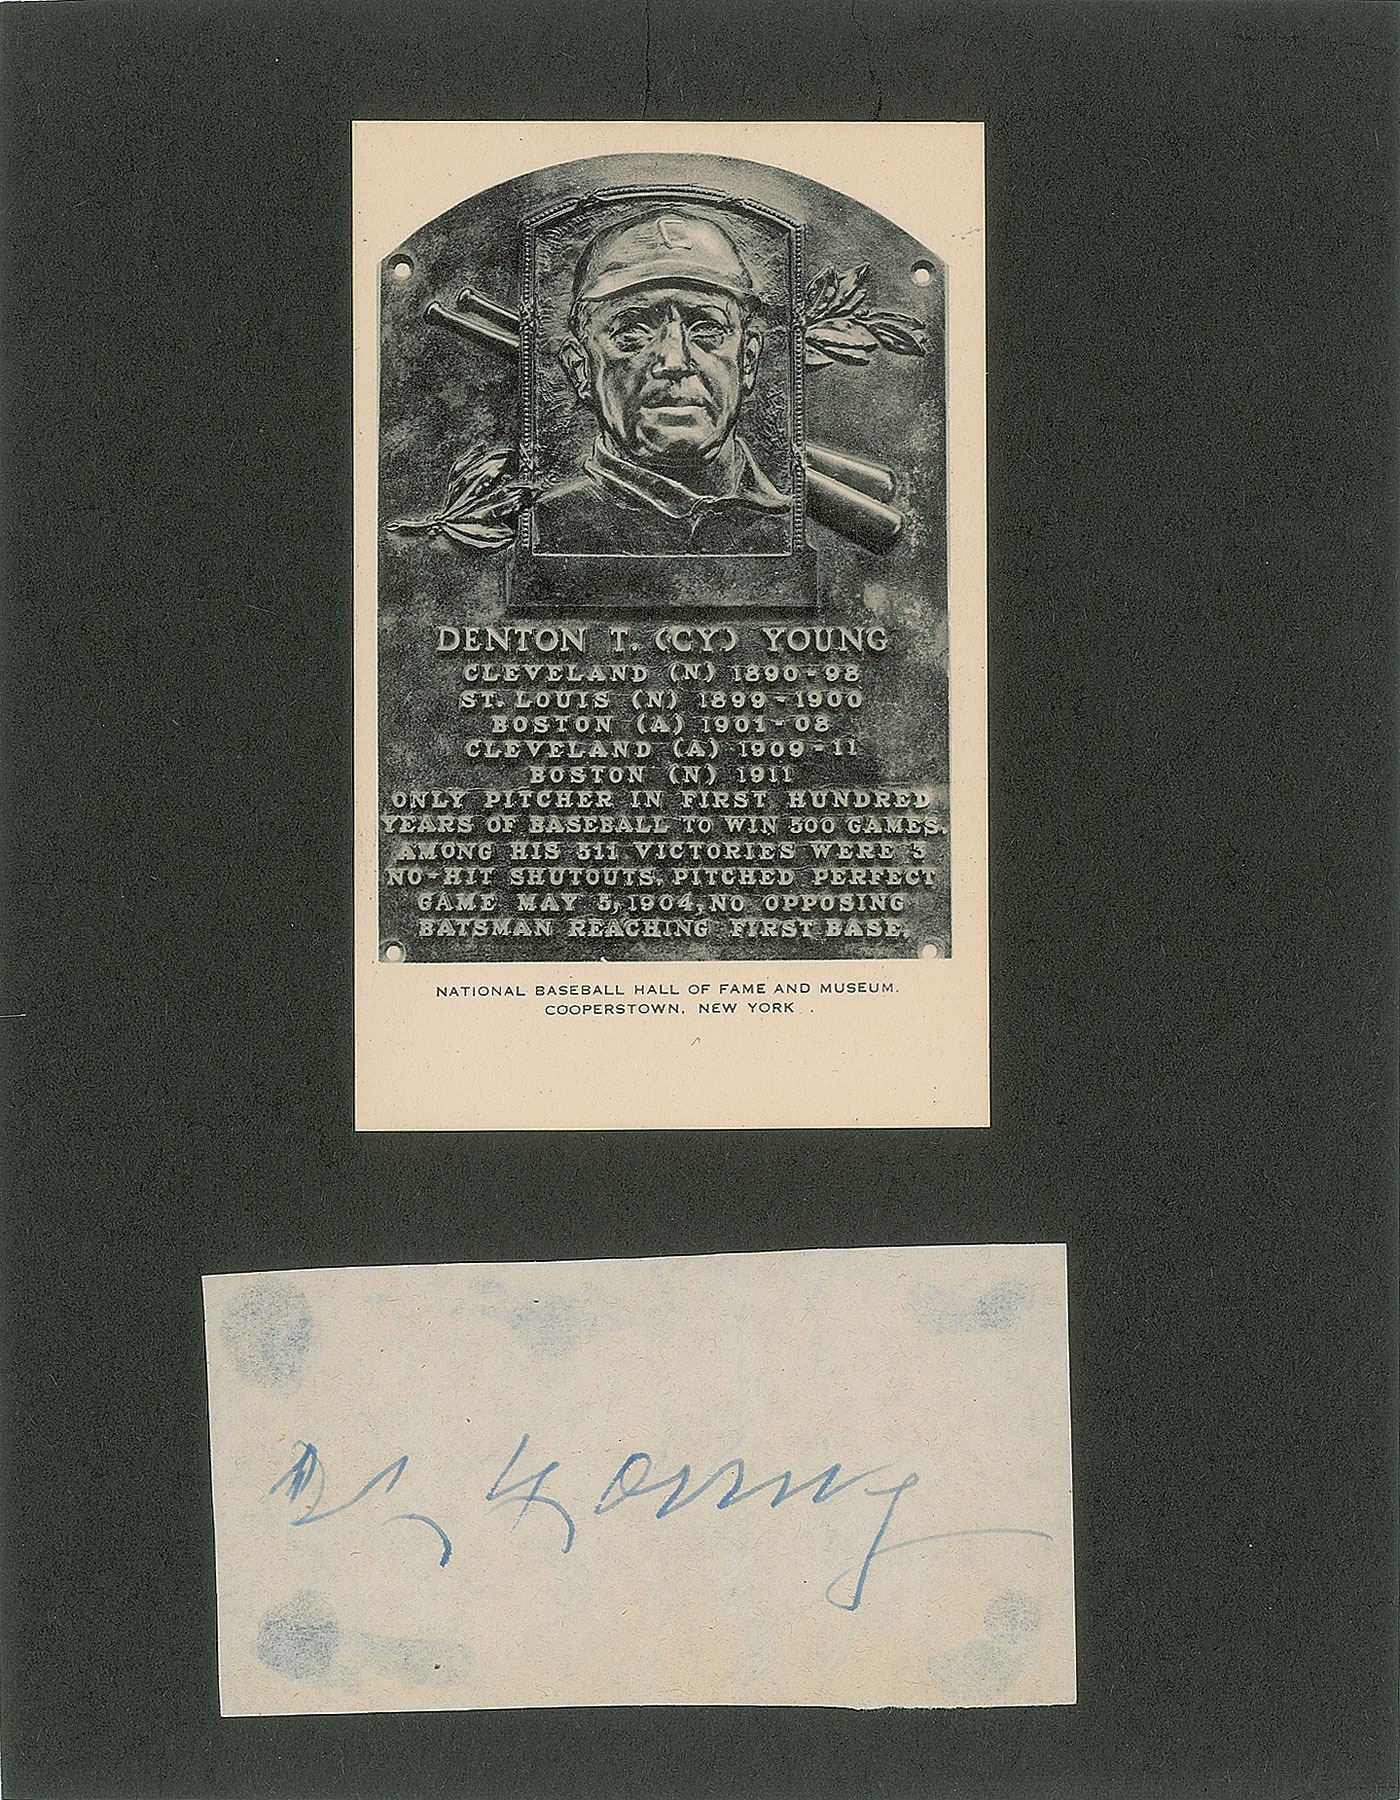 C
DENTON T. (CY) YOUNG
CLEVELAND (N) 1890-98
ST. LOUIS (N) 1899-1900
BOSTON (A) 1901-08
CLEVELAND (A) 1909-11
BOSTON (N) 1911
ONLY PITCHER IN FIRST HUNDRED
YEARS OF BASEBALL TO WIN 500 GAMES.
AMONG HIS 511 VICTORIES WERE 3
NO-HIT SHUTOUTS, PITCHED PERFECT
GAME MAY 5, 1904, NO OPPOSING
BATSMAN REACHING FIRST BASE.
NATIONAL BASEBALL HALL OF FAME AND MUSEUM.
COOPERSTOWN, NEW YORK.
Cy Young